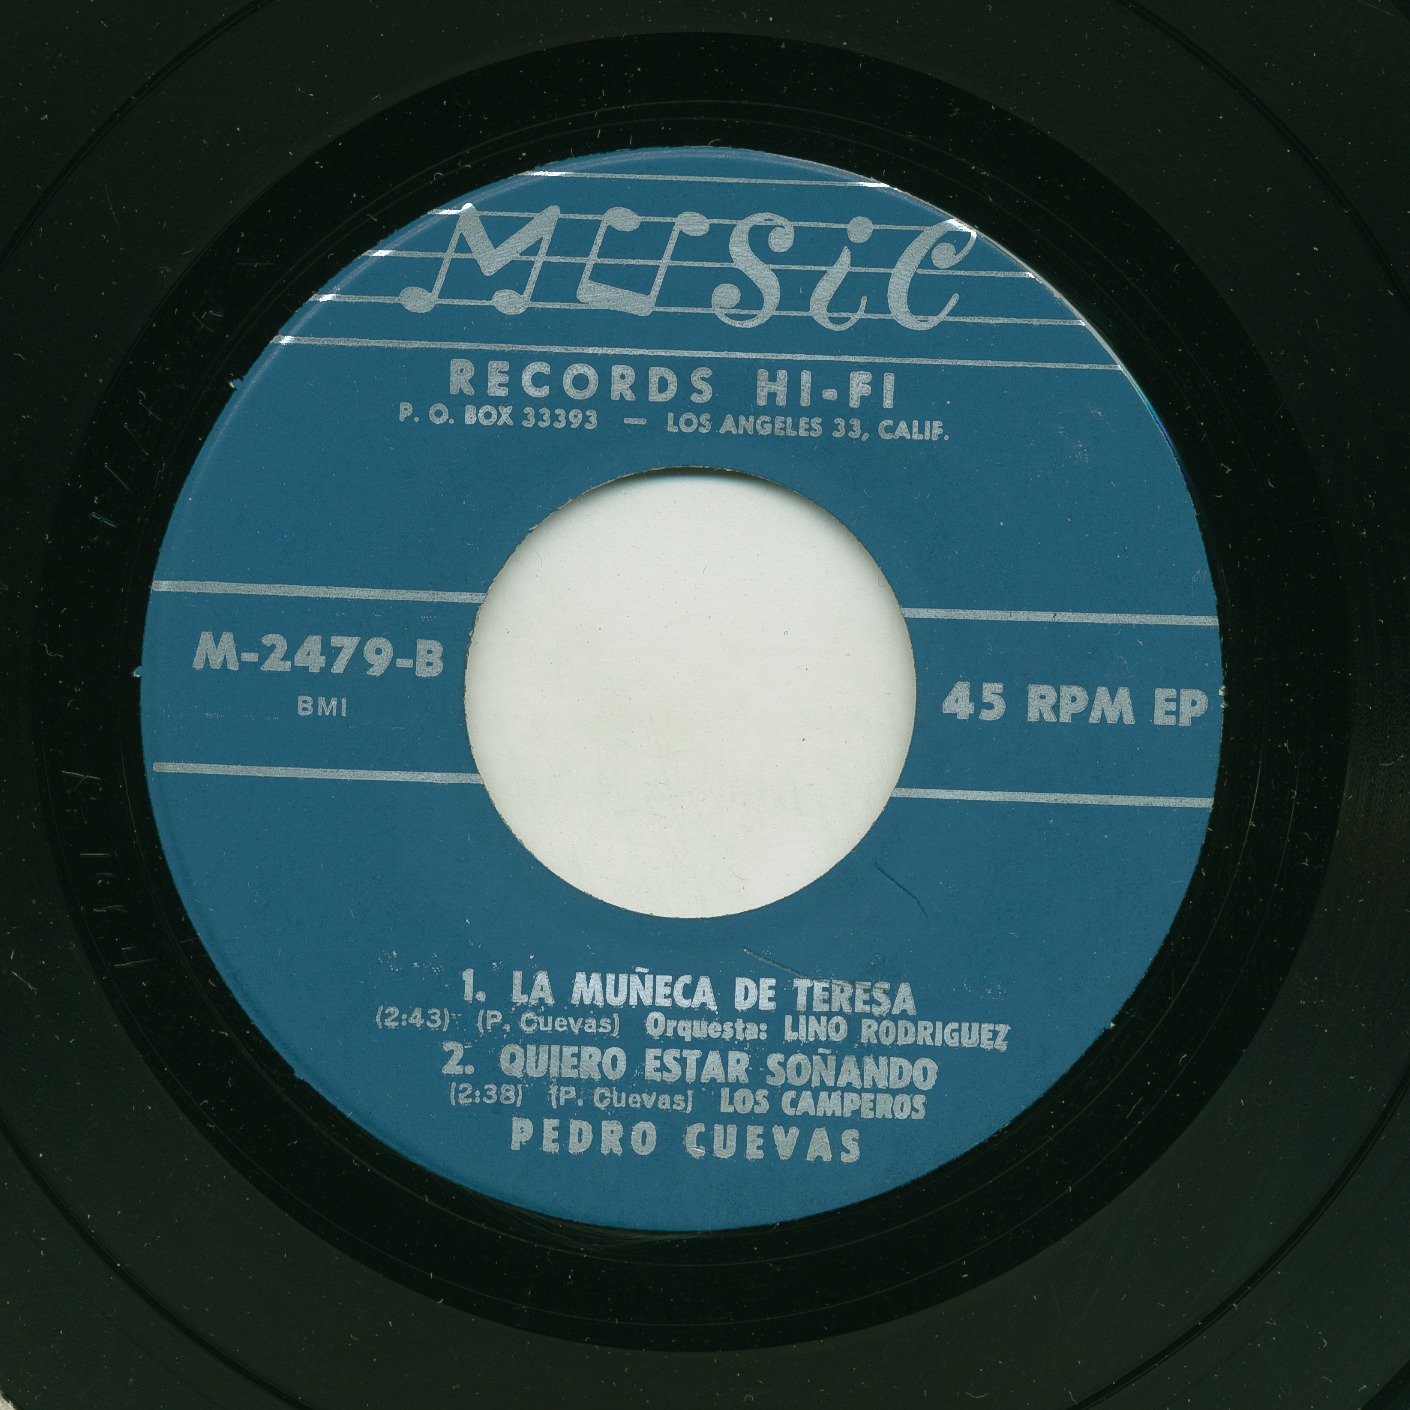 MUSiC
RECORDS HI-FI
P. O. BOX 33393 — LOS ANGELES 33, CALIF.
M-2479-B
BMI
45 RPM EP
1. LA MUÑECA DE TERESA
(2:43) (P. Cuevas) Orquesta: LINO RODRIGUEZ
2. QUIERO ESTAR SOÑANDO
(2:38) (P. Cuevas) LOS CAMPEROS
PEDRO CUEVAS